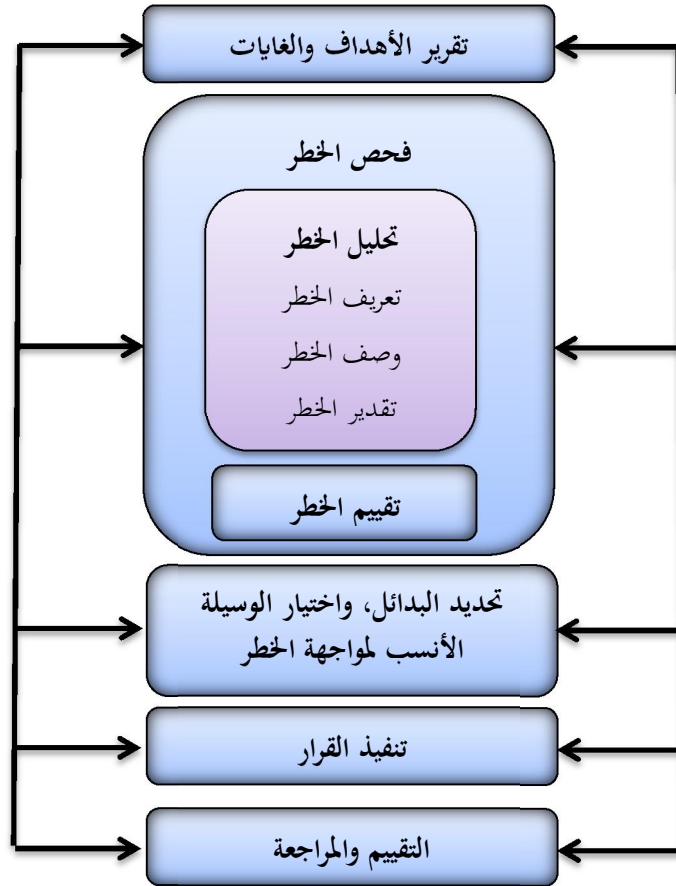 تقرير الأهداف والغايات
فحص الخطر
تحليل الخطر
تعريف الخطر
وصف الخطر
تقدير الخطر
تقييم الخطر
تحديد البدائل، واختيار الوسيلة
الأنسب لمواجهة الخطر
تنفيذ القرار
التقييم والمراجعة